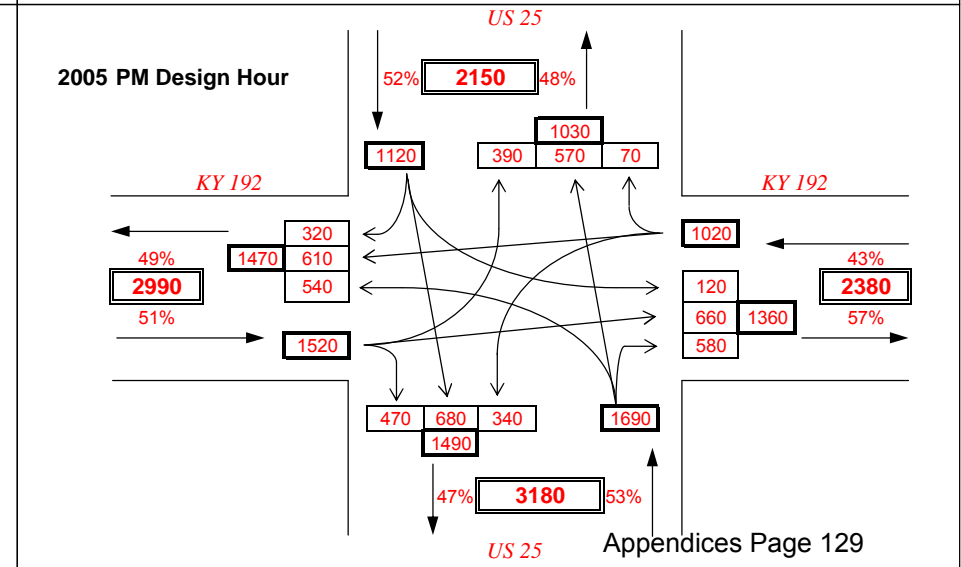 US 25
2005 PM Design Hour
52% 2150 48%
1030
1120 390 570 70
KY 192 KY 192
320 1020
49% 1470 610 43%
2990 540 120 2380
51% 660 1360 57%
1520 580
470 680 340 1690
1490
47% 3180 53%
US 25 Appendices Page 129